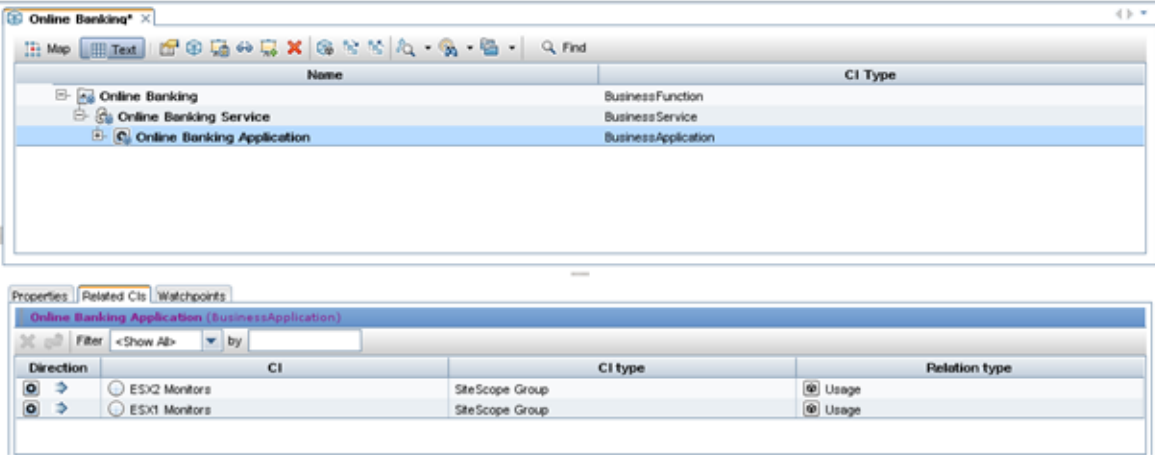 Online Banking*
Map Text Find
Name CI Type
Online Banking BusinessFunction
Online Banking Service BusinessService
Online Banking Application BusinessApplication
Properties Related CIs Watchpoints
Online Banking Application (BusinessApplication)
Filter <Show All> by
Direction CI CI type Relation type
ESX2 Monitors SiteScope Group Usage
ESX1 Monitors SiteScope Group Usage